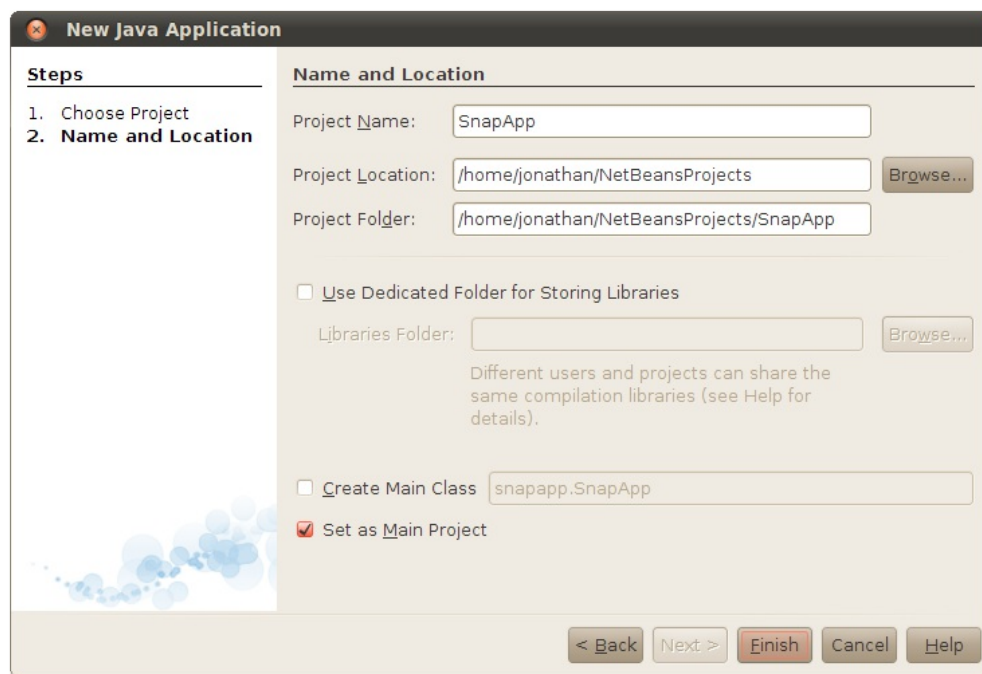 New Java Application
Steps
1. Choose Project
2. Name and Location
Name and Location
Project Name: SnapApp
Project Location: /home/jonathan/NetBeansProjects Browse...
Project Folder: /home/jonathan/NetBeansProjects/SnapApp
Use Dedicated Folder for Storing Libraries
Libraries Folder: Browse...
Different users and projects can share the
same compilation libraries (see Help for
details).
Create Main Class snapapp.SnapApp
Set as Main Project
< Back Next > Finish Cancel Help